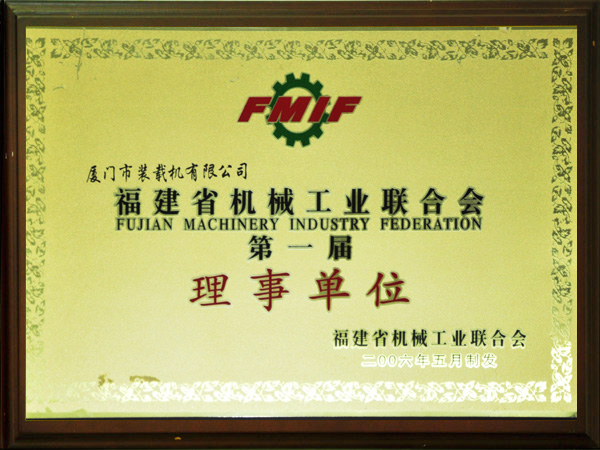 FMIF
厦门市装载机有限公司
福建省机械工业联合会
FUJIAN MACHINERY INDUSTRY FEDERATION
第一届
理事单位
福建省机械工业联合会
二〇〇六年五月制发